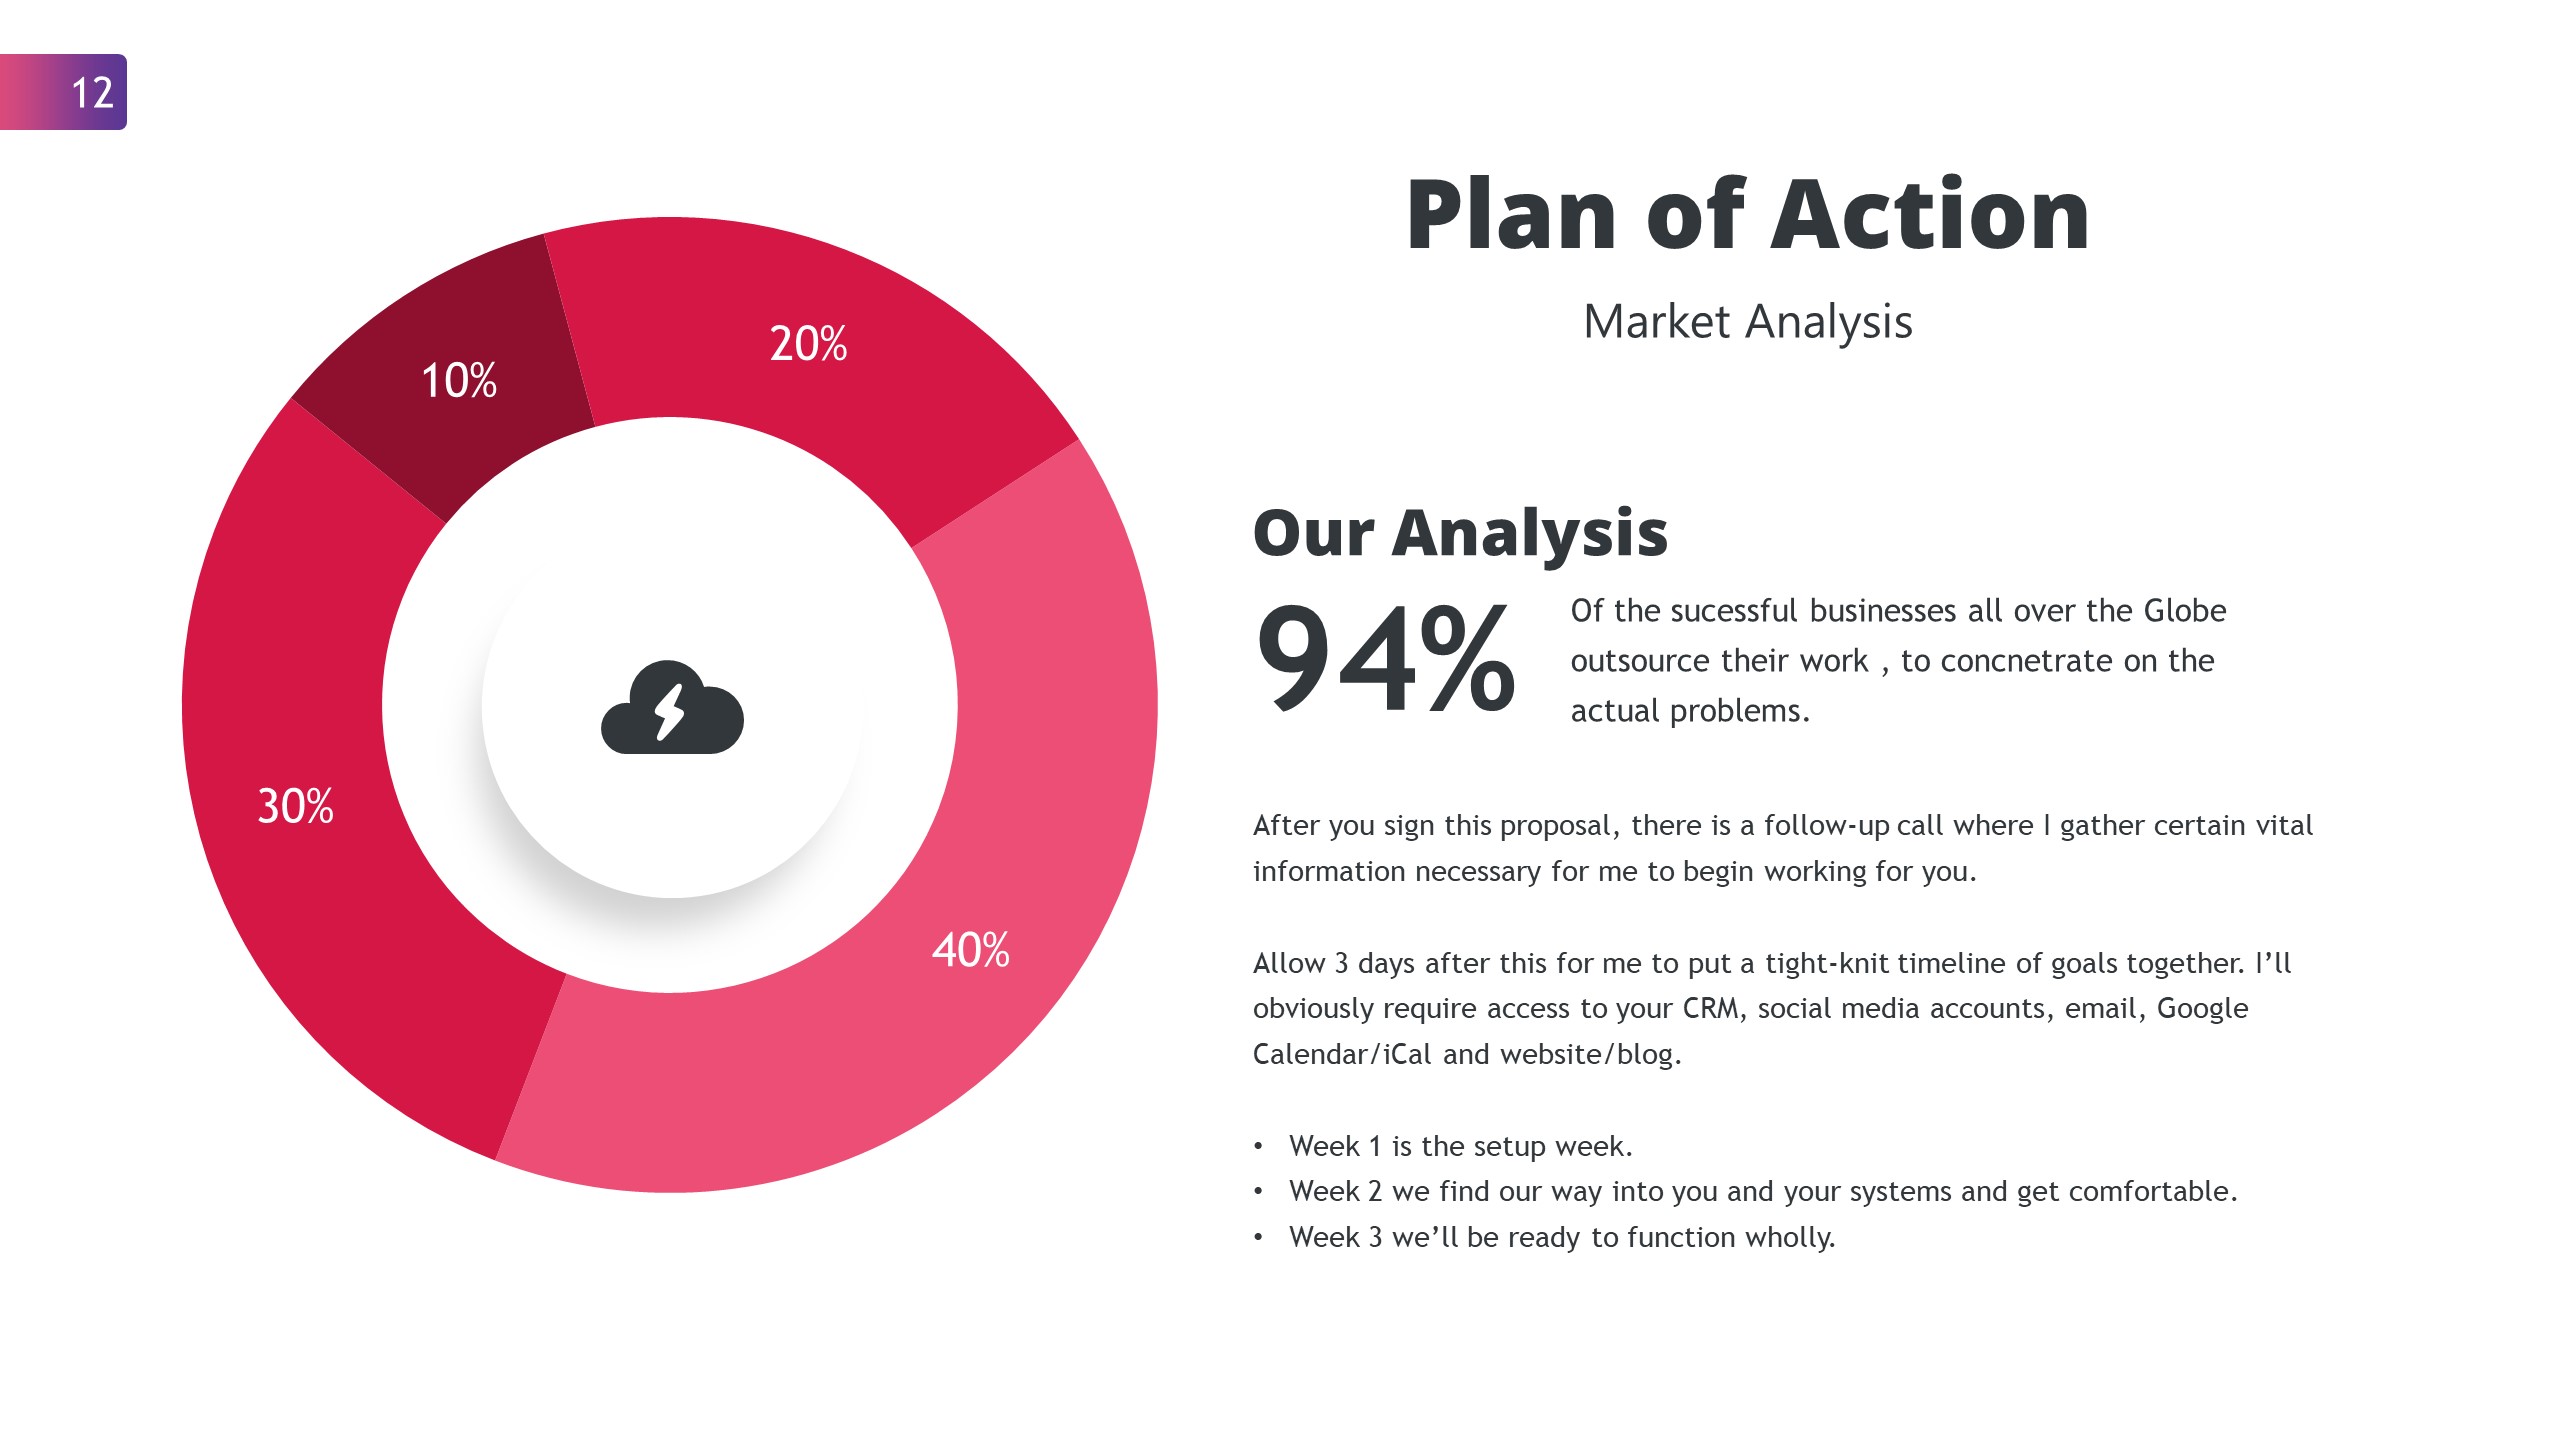 12
Plan of Action
Market Analysis
20%
10%
30%
40%
Our Analysis
94%
Of the sucessful businesses all over the Globe
outsource their work , to concnetrate on the
actual problems.
After you sign this proposal, there is a follow-up call where I gather certain vital
information necessary for me to begin working for you.
Allow 3 days after this for me to put a tight-knit timeline of goals together. I’ll
obviously require access to your CRM, social media accounts, email, Google
Calendar/iCal and website/blog.
• Week 1 is the setup week.
• Week 2 we find our way into you and your systems and get comfortable.
• Week 3 we’ll be ready to function wholly.